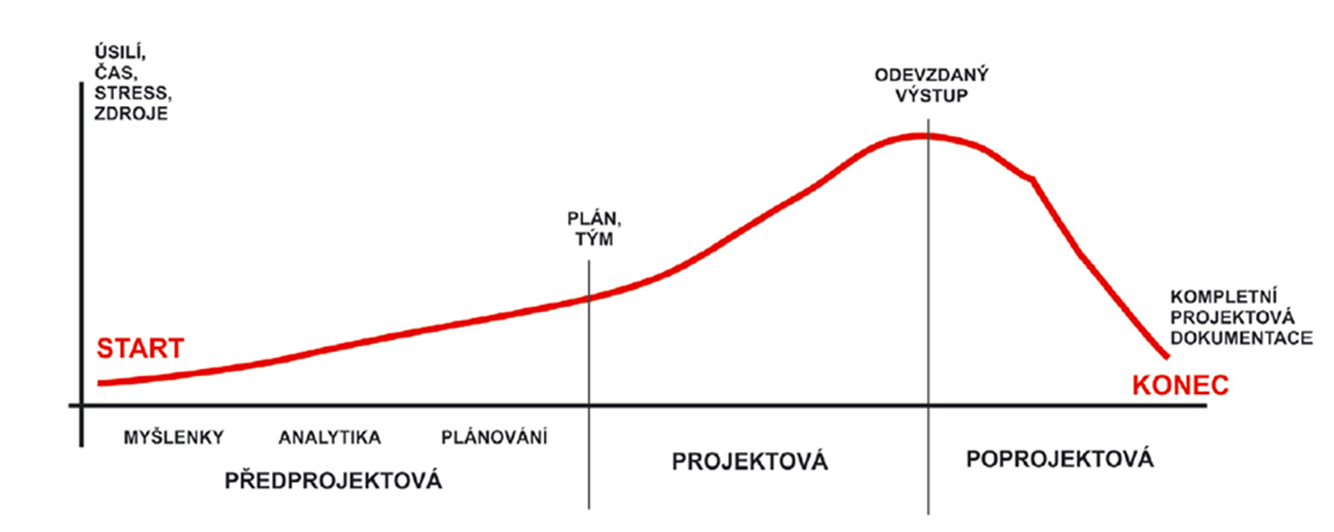 ÚSILÍ,
ČAS,
STRESS,
ZDROJE
ODEVZDANÝ
VÝSTUP
PLÁN,
TÝM
KOMPLETNÍ
PROJEKTOVÁ
DOKUMENTACE
START
KONEC
MYŠLENKY ANALYTIKA PLÁNOVÁNÍ
PŘEDPROJEKTOVÁ
PROJEKTOVÁ
POPROJEKTOVÁ